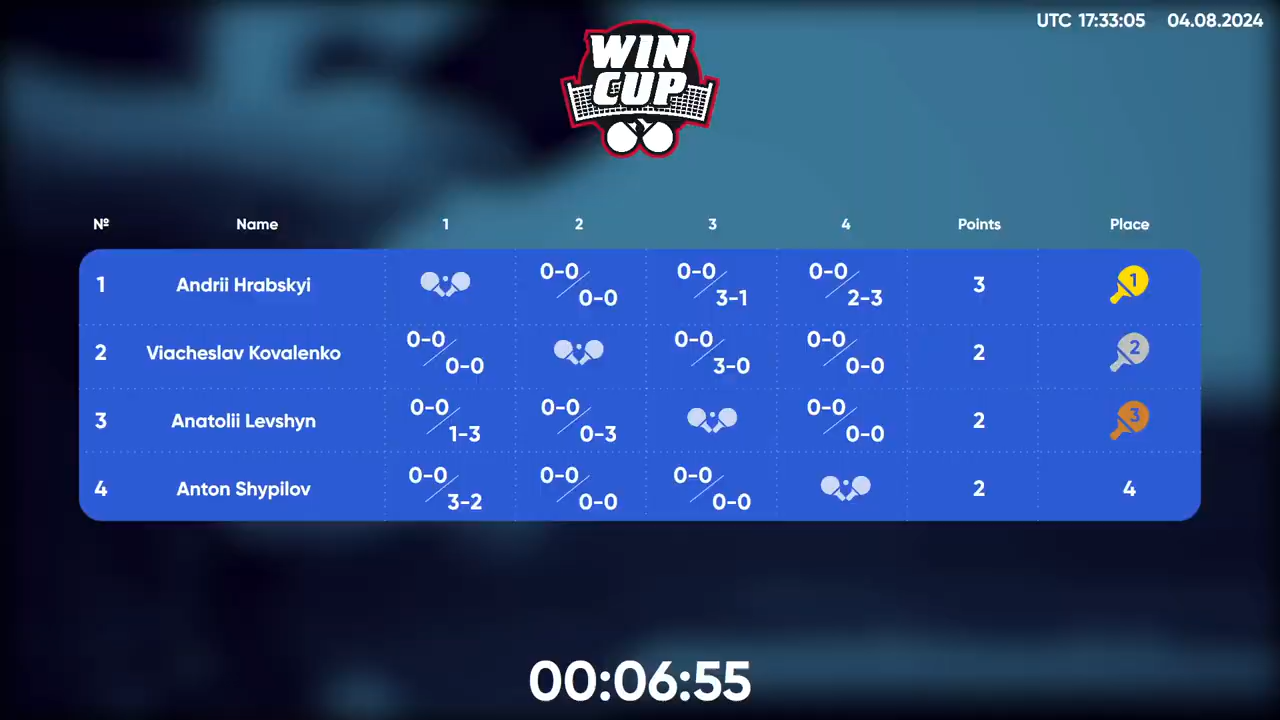 UTC 17:33:05 04.08.2024
WIN
CUP
№ Name 1 2 3 4 Points Place
1 Andrii Hrabskyi 0-0 0-0 0-0 3-1 0-0 2-3 3 1
2 Viacheslav Kovalenko 0-0 0-0 0-0 3-0 0-0 0-0 2 2
3 Anatolii Levshyn 0-0 1-3 0-0 0-3 0-0 0-0 2 3
4 Anton Shypilov 0-0 3-2 0-0 0-0 0-0 0-0 2 4
00:06:55